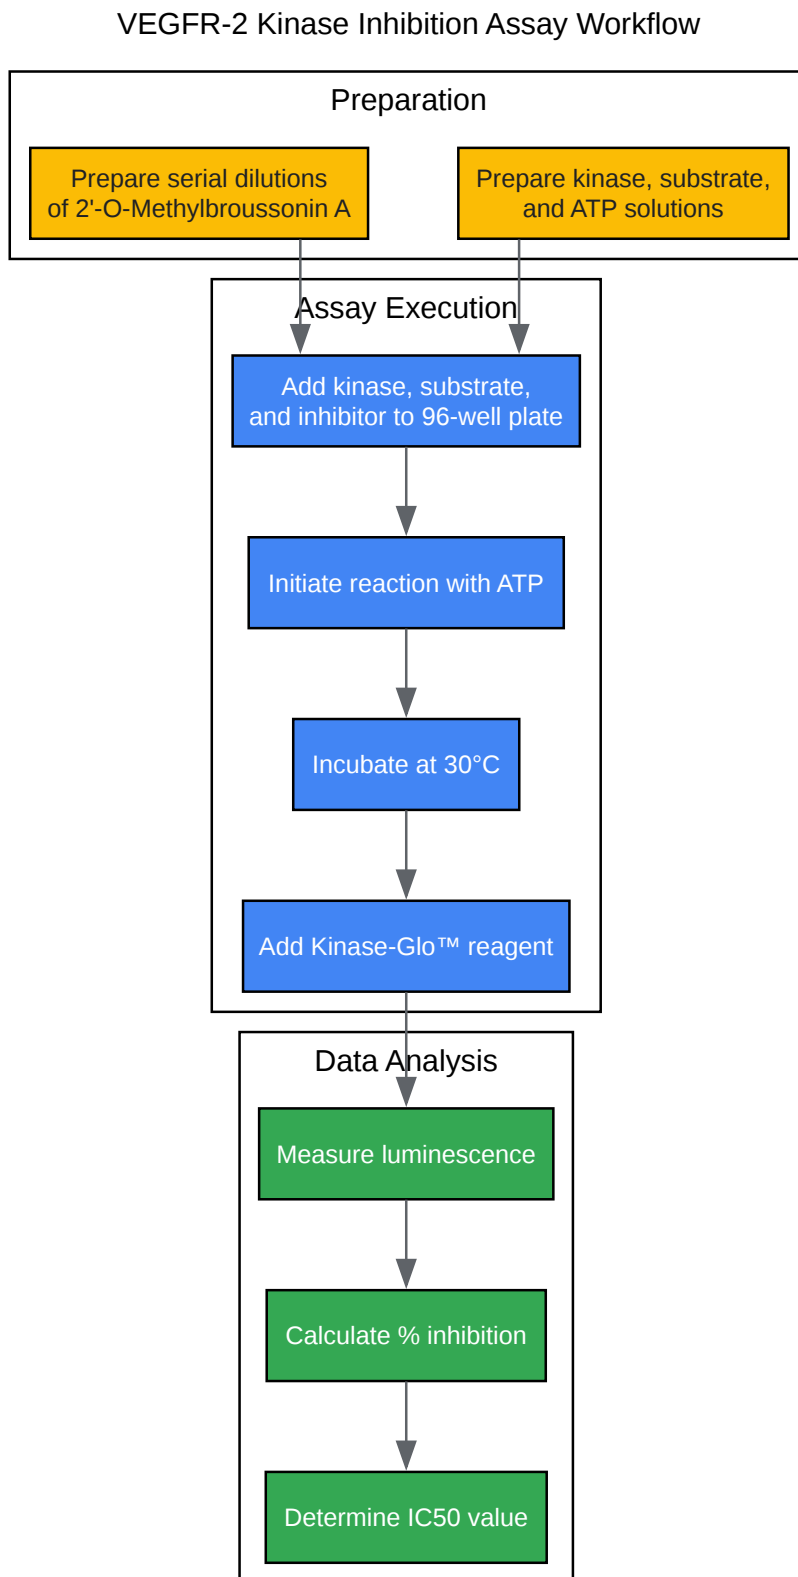 VEGFR-2 Kinase Inhibition Assay Workflow
Preparation
Prepare serial dilutions
of 2'-O-Methylbroussonin A
Prepare kinase, substrate,
and ATP solutions
Assay Execution
Add kinase, substrate,
and inhibitor to 96-well plate
Initiate reaction with ATP
Incubate at 30°C
Add Kinase-Glo™ reagent
Data Analysis
Measure luminescence
Calculate % inhibition
Determine IC50 value